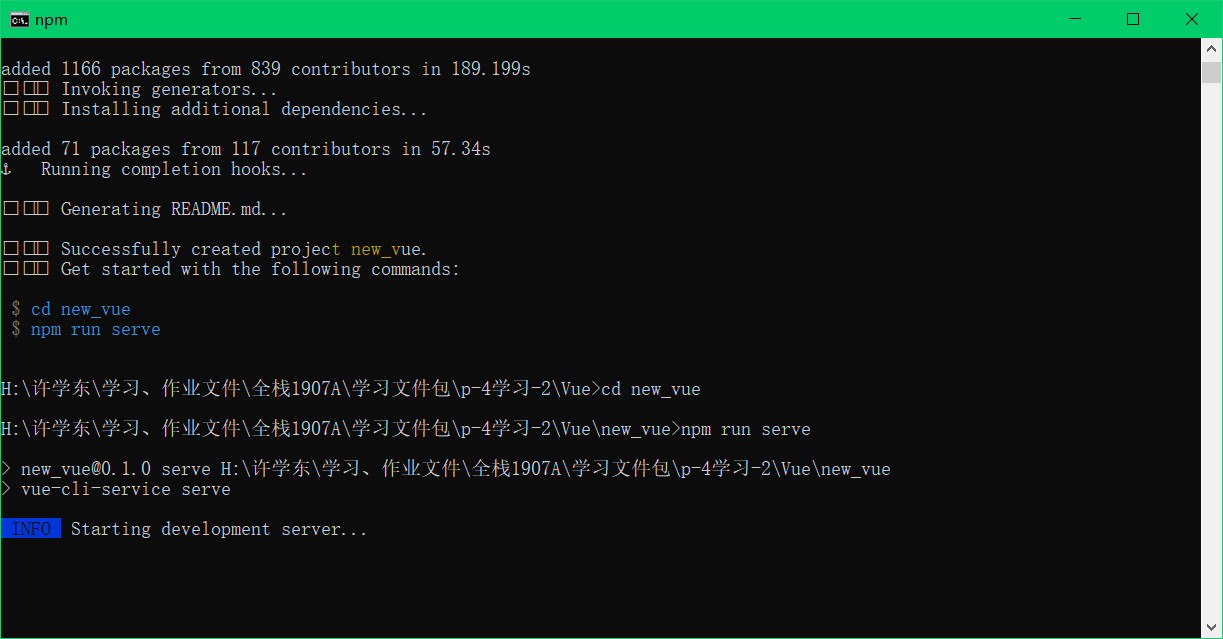 npm
added 1166 packages from 839 contributors in 189.199s
Invoking generators...
Installing additional dependencies...
added 71 packages from 117 contributors in 57.34s
⚓ Running completion hooks...
Generating README.md...
Successfully created project new_vue.
Get started with the following commands:
$ cd new_vue
$ npm run serve
H:\许学东\学习、作业文件\全栈1907A\学习文件包\p-4学习-2\Vue>cd new_vue
H:\许学东\学习、作业文件\全栈1907A\学习文件包\p-4学习-2\Vue\new_vue>npm run serve
> new_vue@0.1.0 serve H:\许学东\学习、作业文件\全栈1907A\学习文件包\p-4学习-2\Vue\new_vue
> vue-cli-service serve
INFO Starting development server...